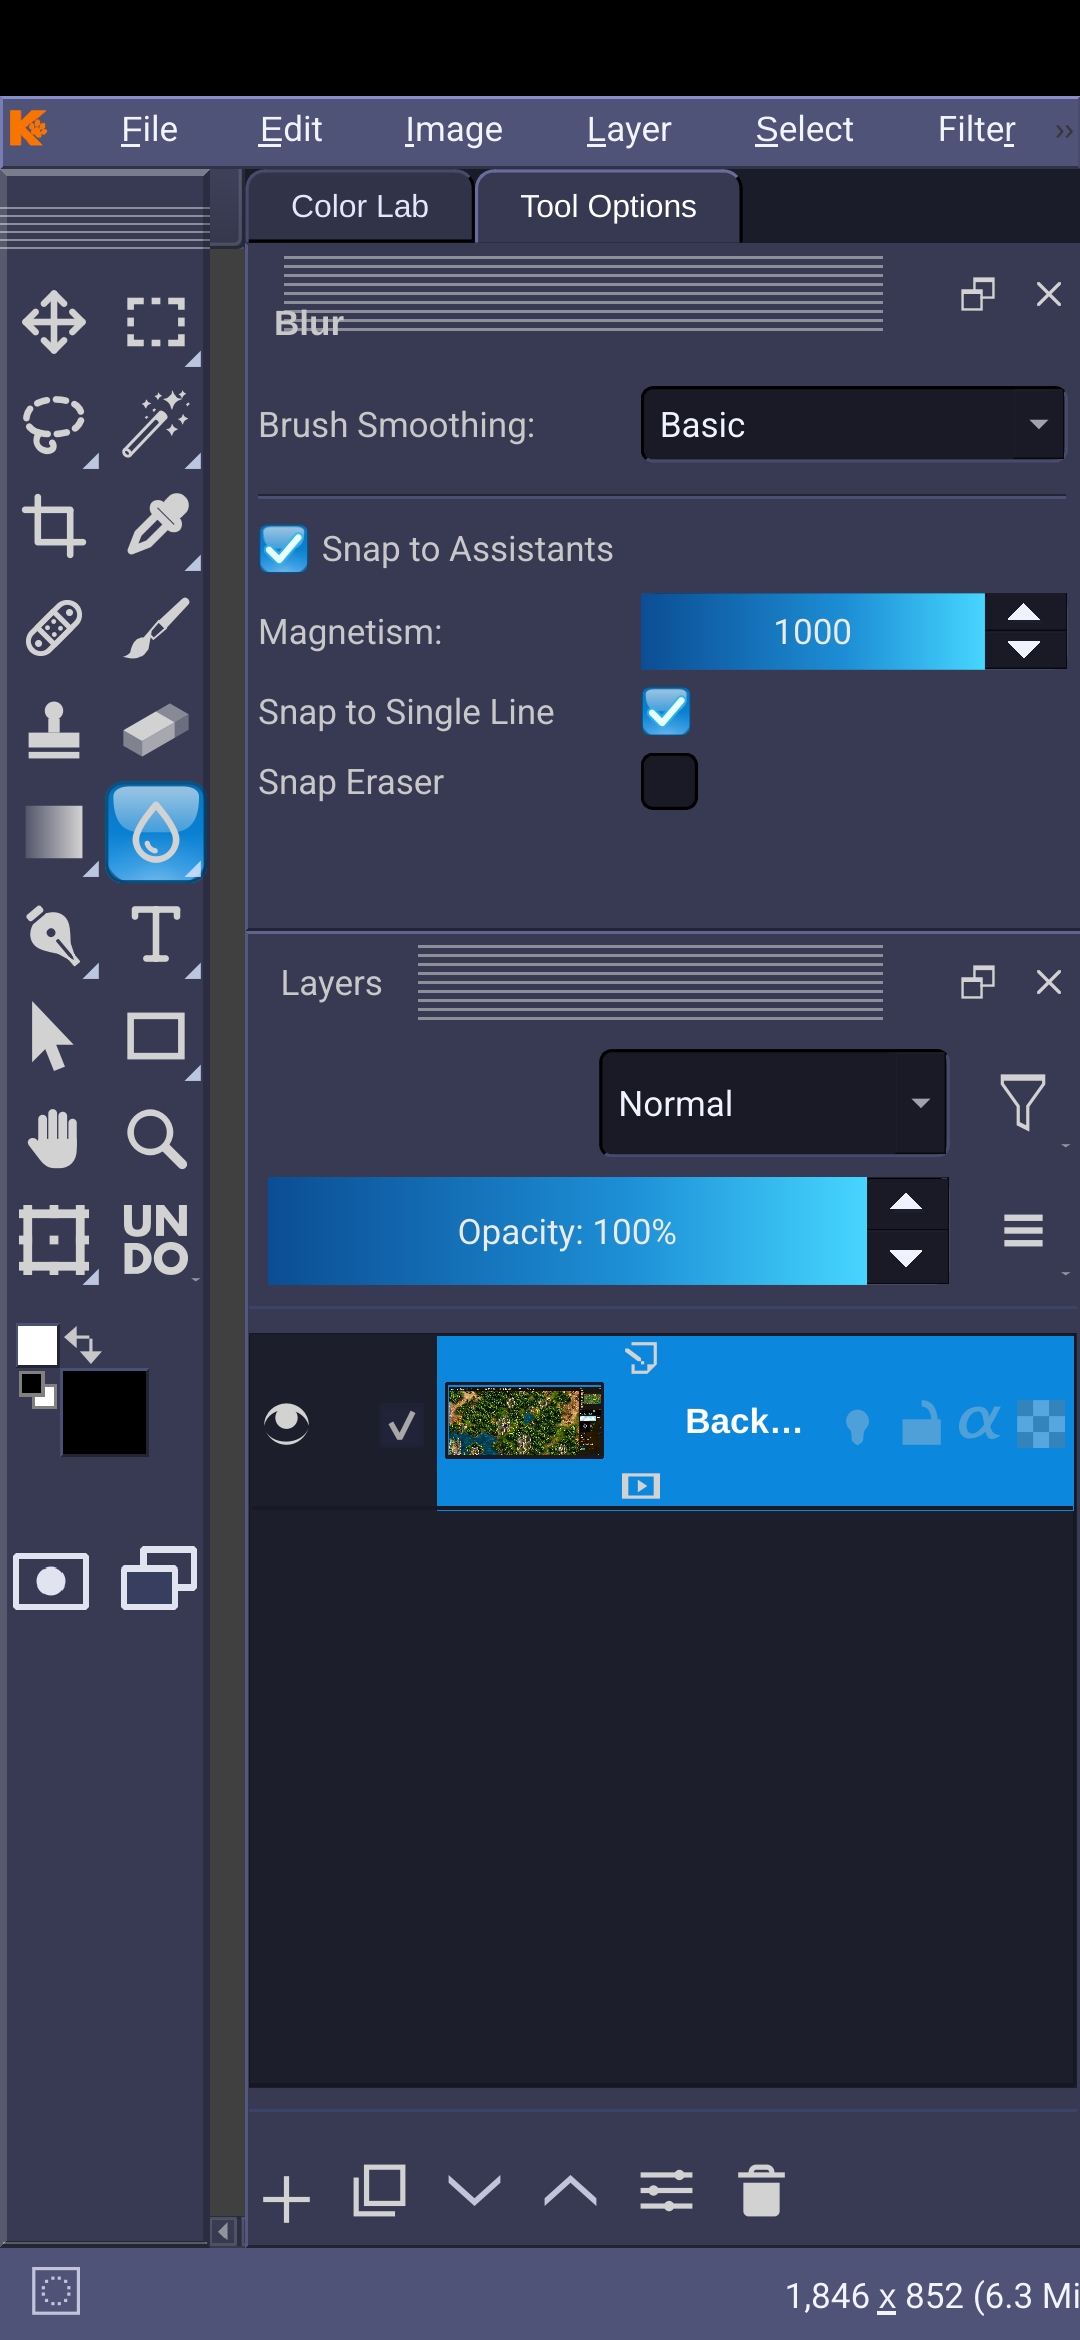 File Edit Image Layer Select Filter »
Color Lab Tool Options
Blur
Brush Smoothing: Basic
Snap to Assistants
Magnetism: 1000
Snap to Single Line
Snap Eraser
Layers
Normal
Opacity: 100%
UN
DO
Back...
α
1,846 x 852 (6.3 Mi